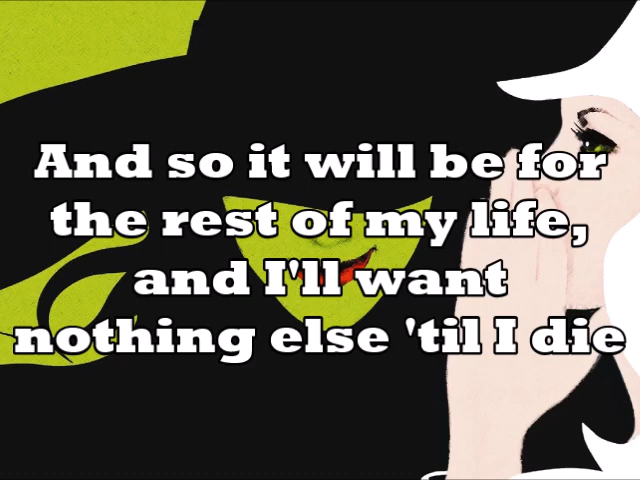 And so it will be for
the rest of my life,
and I'll want
nothing else 'til I die